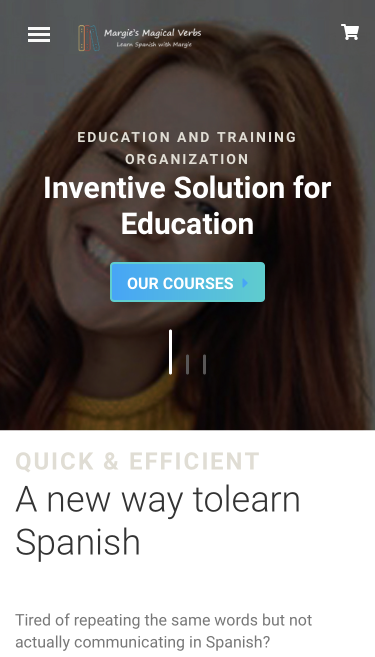 Margie's Magical Verbs
Learn Spanish with Margie
EDUCATION AND TRAINING
ORGANIZATION
Inventive Solution for
Education
OUR COURSES
QUICK & EFFICIENT
A new way tolearn
Spanish
Tired of repeating the same words but not
actually communicating in Spanish?